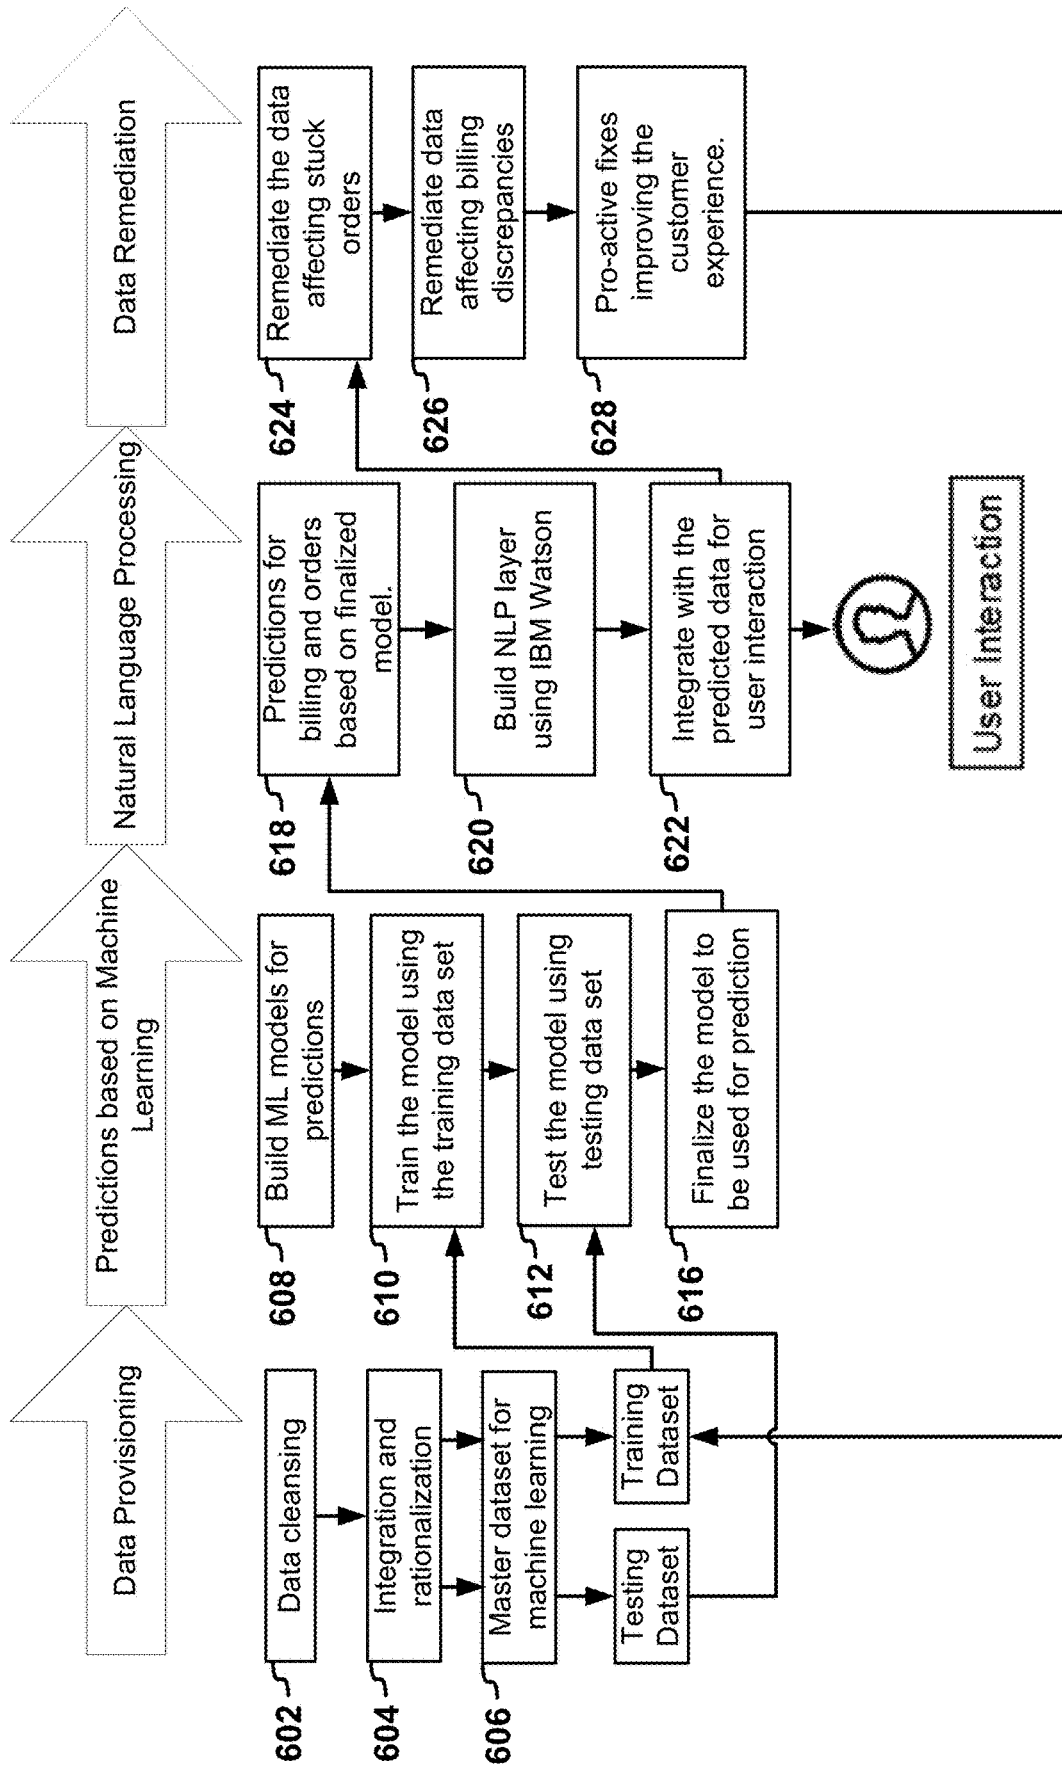 Data Provisioning
Predictions based on Machine
Learning
Natural Language Processing
Data Remediation
602
Data cleansing
604
Integration and
rationalization
606
Master dataset for
machine learning
Testing
Dataset
Training
Dataset
608
Build ML models for
predictions
610
Train the model using
the training data set
612
Test the model using
testing data set
616
Finalize the model to
be used for prediction
618
Predictions for
billing and orders
based on finalized
model.
620
Build NLP layer
using IBM Watson
622
Integrate with the
predicted data for
user interaction
User Interaction
624
Remediate the data
affecting stuck
orders
626
Remediate data
affecting billing
discrepancies
628
Pro-active fixes
improving the
customer
experience.